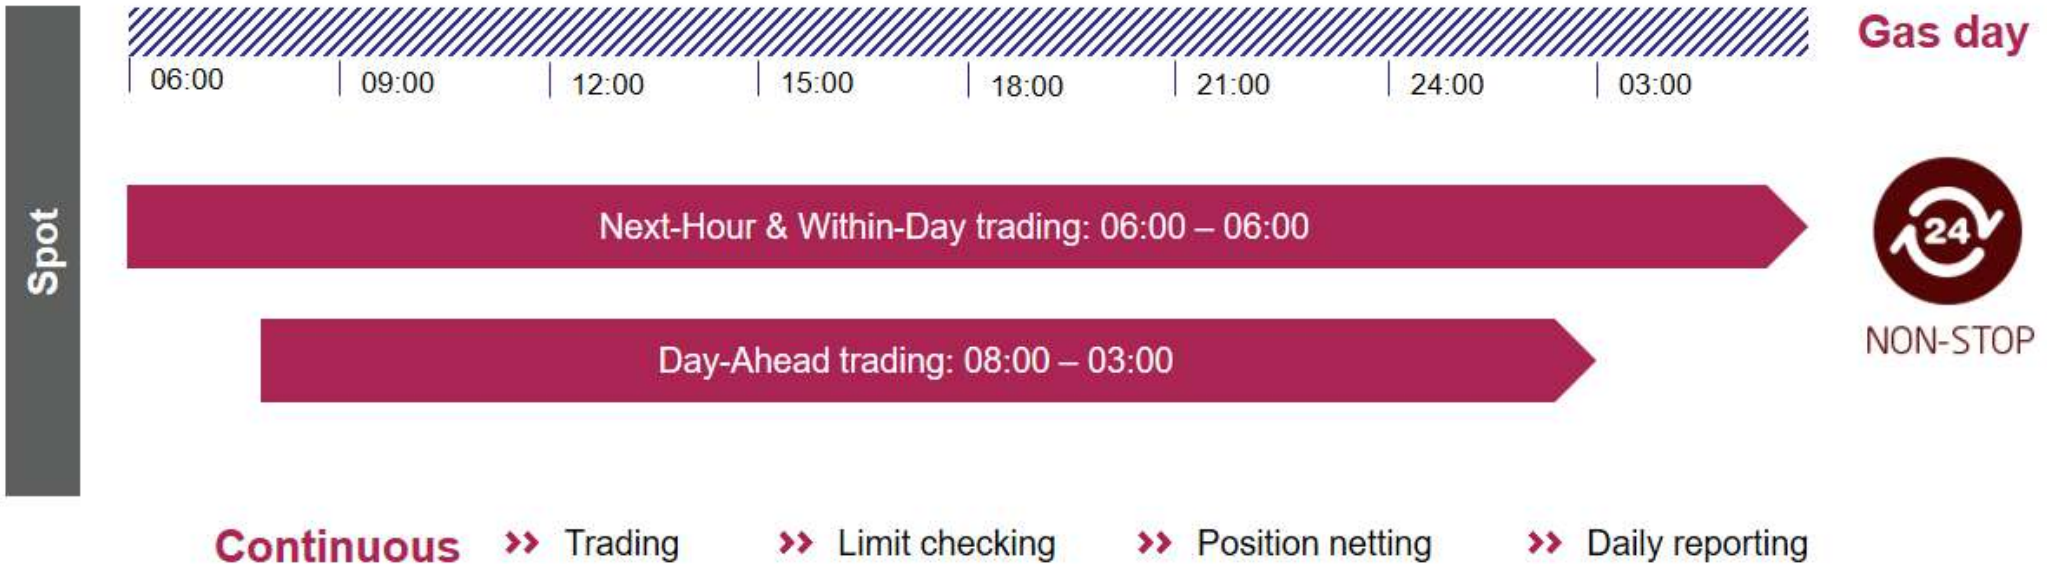 Gas day
06:00 09:00 12:00 15:00 18:00 21:00 24:00 03:00
Spot
Next-Hour & Within-Day trading: 06:00 – 06:00
24
NON-STOP
Day-Ahead trading: 08:00 – 03:00
Continuous >> Trading >> Limit checking >> Position netting >> Daily reporting